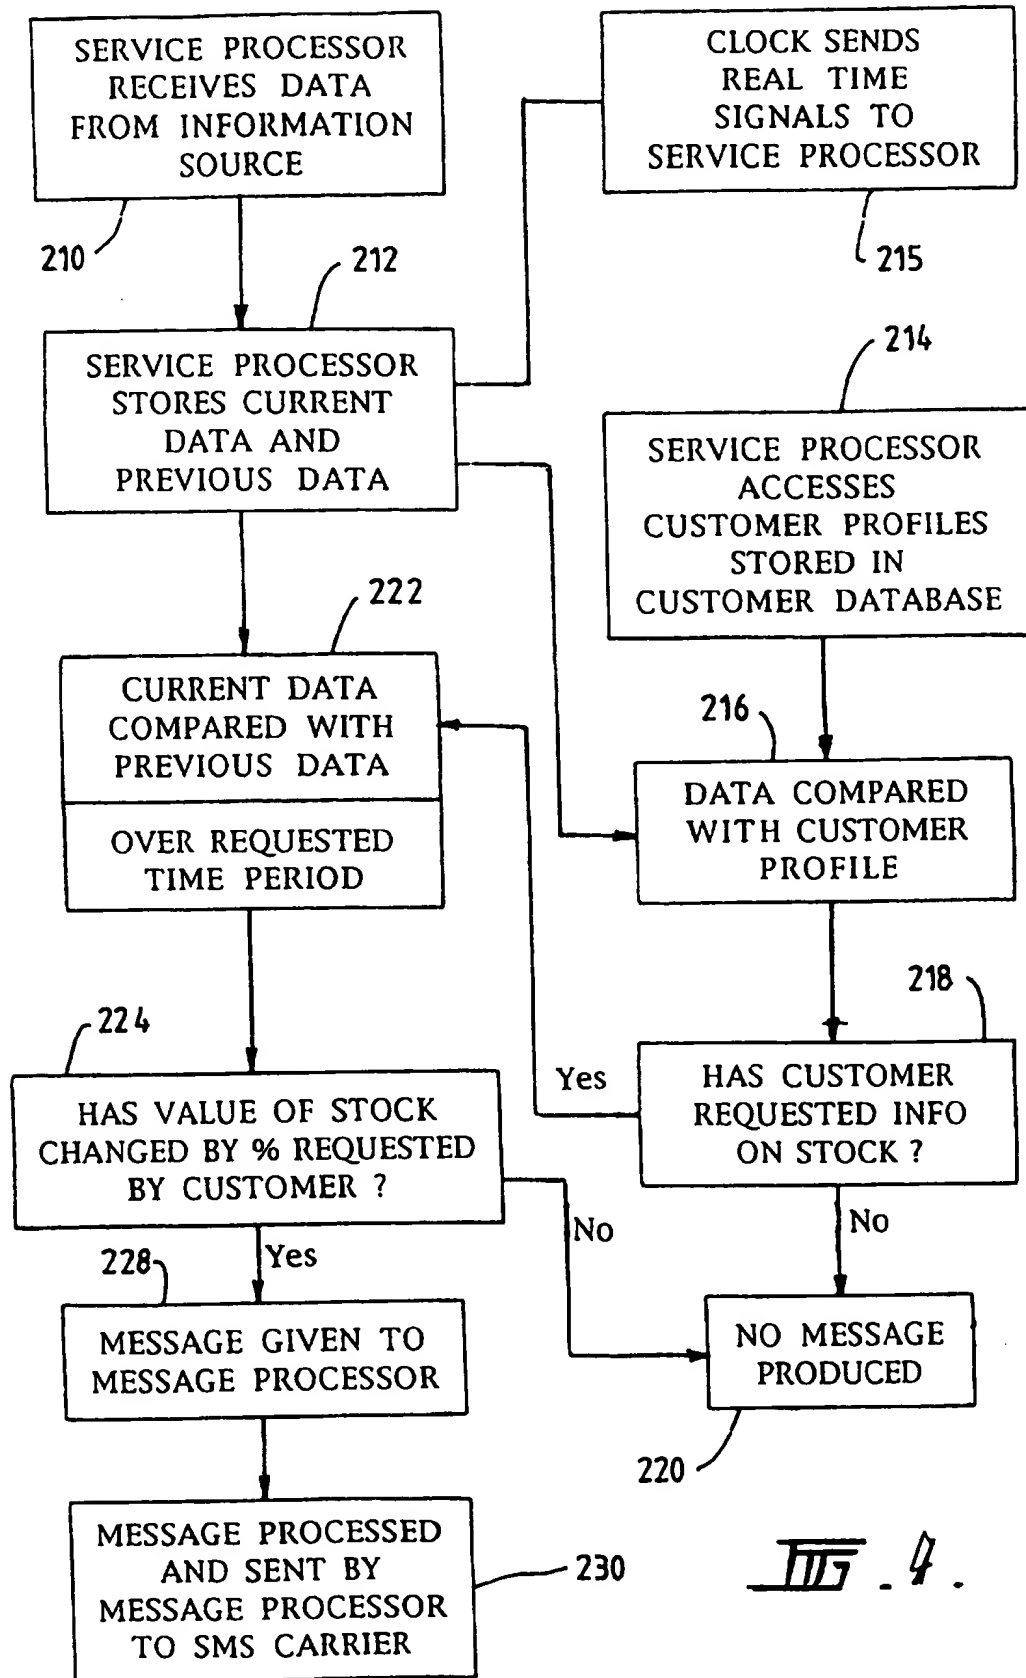 SERVICE PROCESSOR
RECEIVES DATA
FROM INFORMATION
SOURCE
210
CLOCK SENDS
REAL TIME
SIGNALS TO
SERVICE PROCESSOR
215
212
SERVICE PROCESSOR
STORES CURRENT
DATA AND
PREVIOUS DATA
214
SERVICE PROCESSOR
ACCESSES
CUSTOMER PROFILES
STORED IN
CUSTOMER DATABASE
222
CURRENT DATA
COMPARED WITH
PREVIOUS DATA
OVER REQUESTED
TIME PERIOD
216
DATA COMPARED
WITH CUSTOMER
PROFILE
218
HAS CUSTOMER
REQUESTED INFO
ON STOCK ?
Yes
No
224
HAS VALUE OF STOCK
CHANGED BY % REQUESTED
BY CUSTOMER ?
No
Yes
228
MESSAGE GIVEN TO
MESSAGE PROCESSOR
NO MESSAGE
PRODUCED
220
MESSAGE PROCESSED
AND SENT BY
MESSAGE PROCESSOR
TO SMS CARRIER
230
FIG. 4.